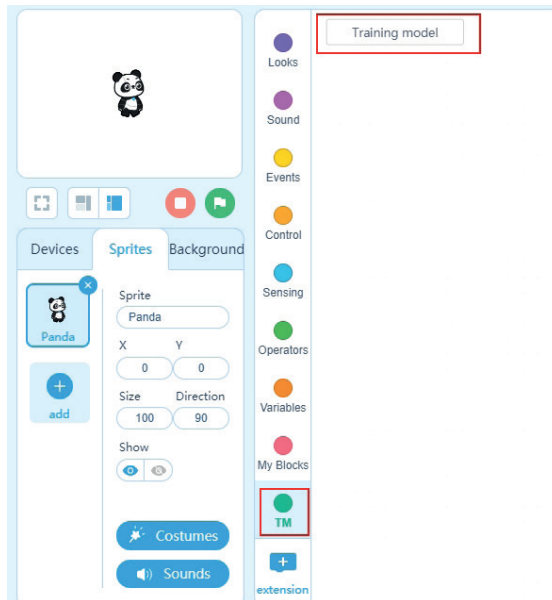 Training model
Looks
Sound
Events
Control
Sensing
Operators
Variables
My Blocks
TM
+
extension
Devices
Sprites
Background
Panda
+
add
Sprite
Panda
X Y
0 0
Size Direction
100 90
Show
Costumes
Sounds